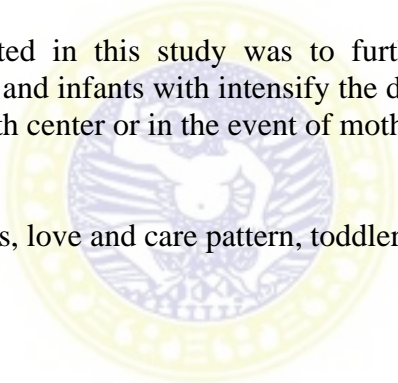 ted in this study was to furt
and infants with intensify the d
th center or in the event of moth
s, love and care pattern, toddler